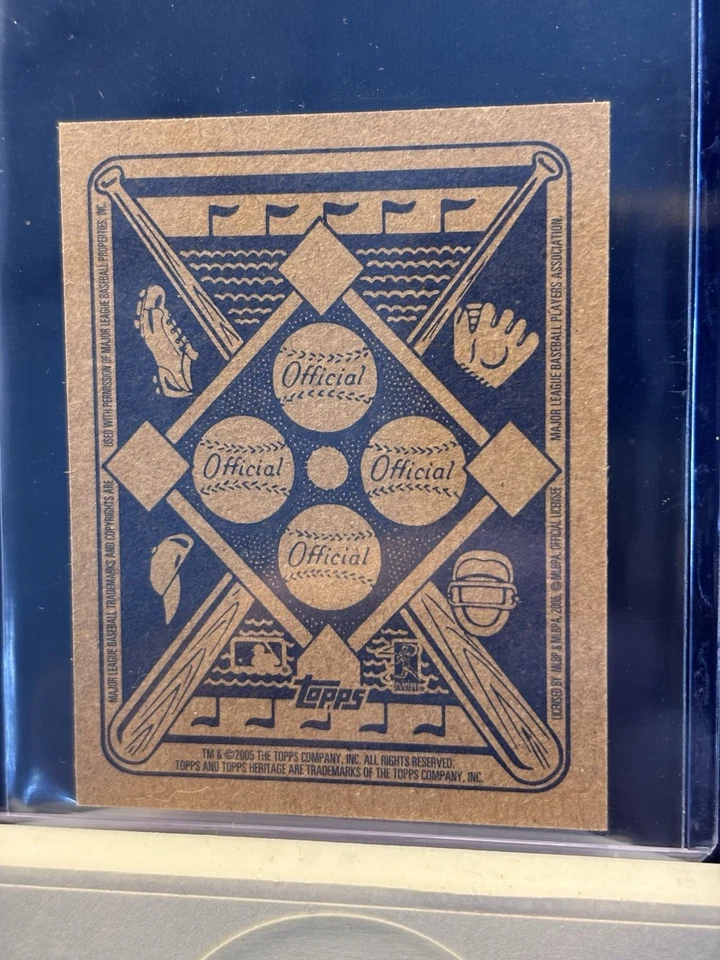 USED WITH PERMISSION OF MAJOR LEAGUE BASEBALL PROPERTIES, INC.
MAJOR LEAGUE BASEBALL TRADEMARKS AND COPYRIGHTS ARE
Official
Official
Official
Official
MAJOR LEAGUE BASEBALL PLAYERS ASSOCIATION.
LICENSED BY MLBP & MLBPA, 2005, © MLBPA, OFFICIAL LICENSEE
topps
TM & ©2005 THE TOPPS COMPANY, INC. ALL RIGHTS RESERVED.
TOPPS AND TOPPS HERITAGE ARE TRADEMARKS OF THE TOPPS COMPANY, INC.